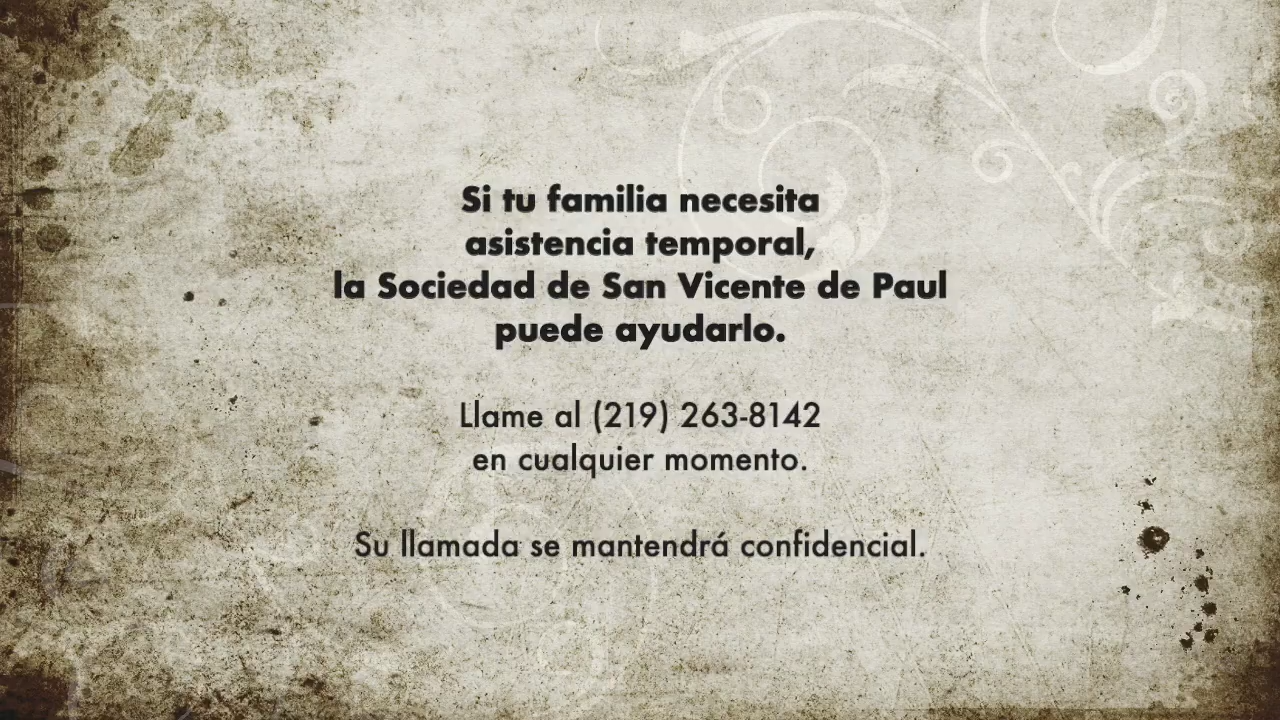 Si tu familia necesita
asistencia temporal,
la Sociedad de San Vicente de Paul
puede ayudarlo.
Llame al (219) 263-8142
en cualquier momento.
Su llamada se mantendrá confidencial.